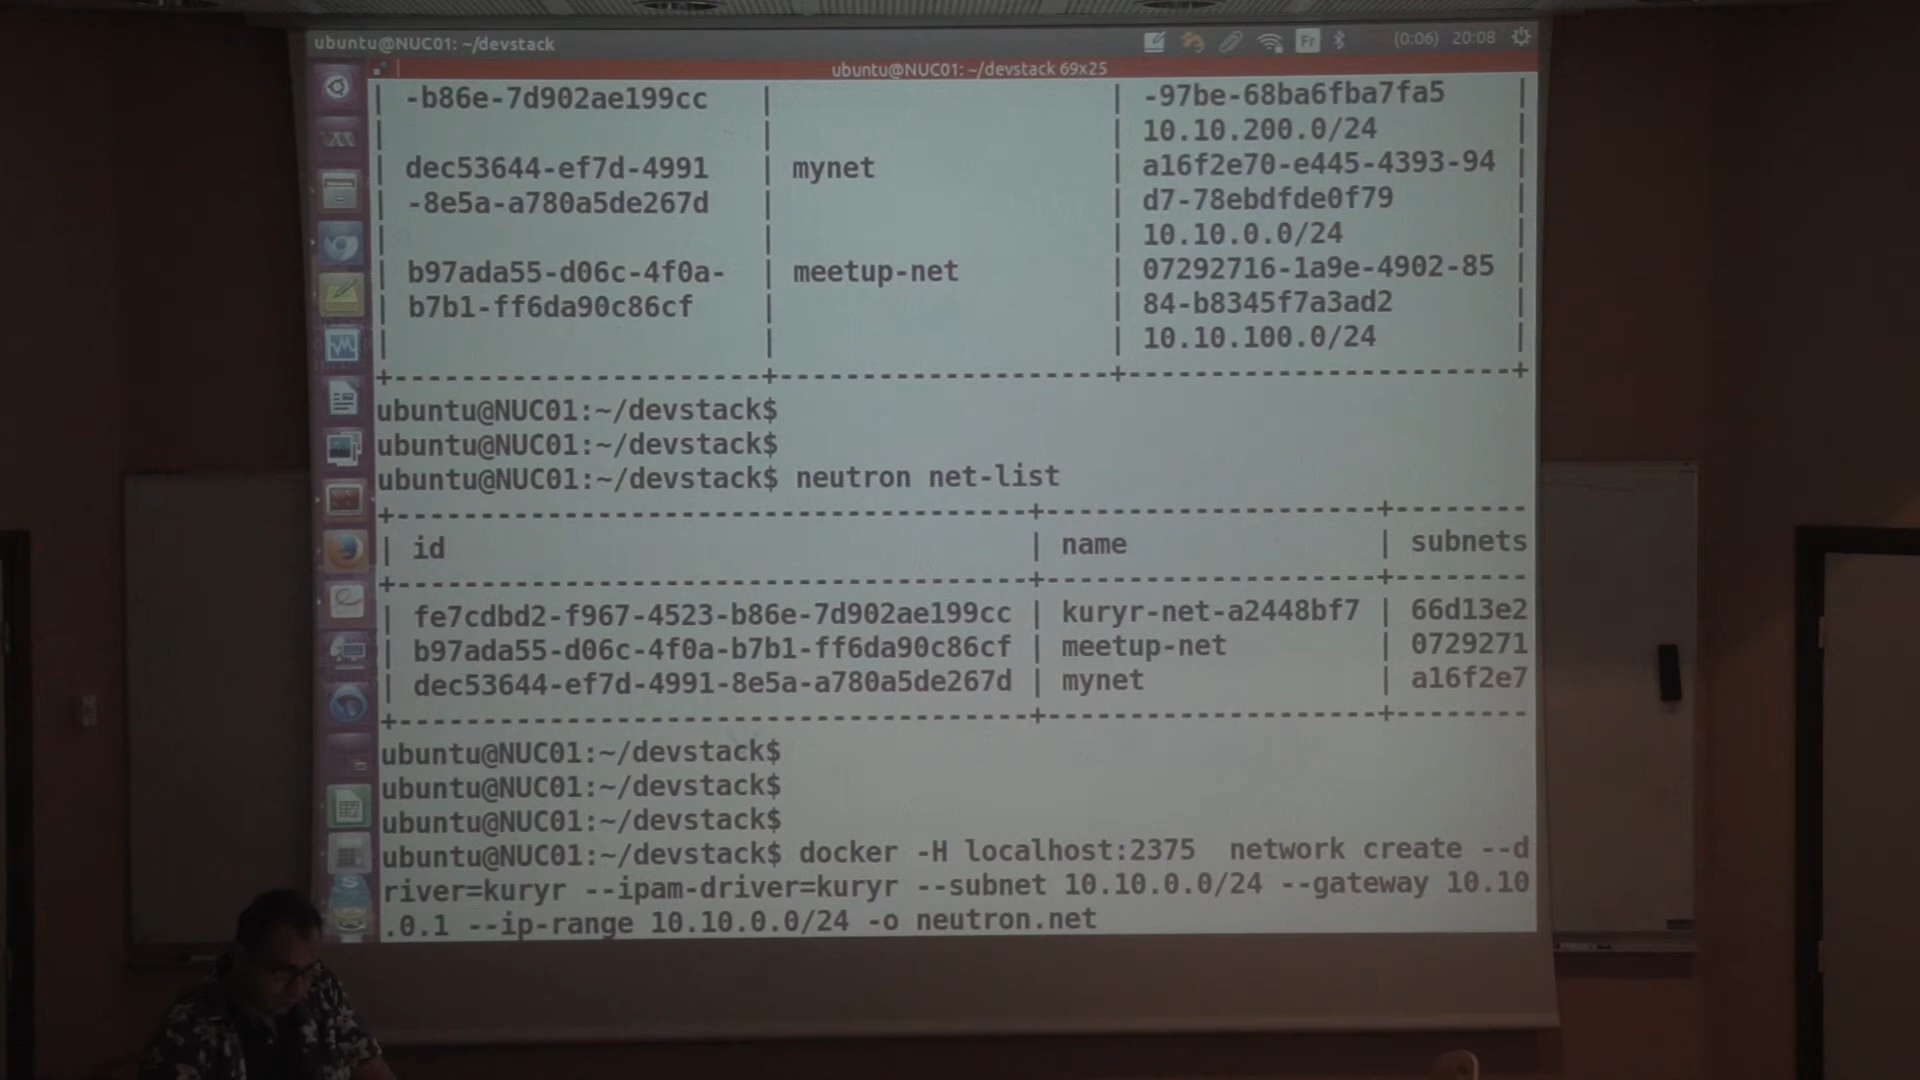 ubuntu@NUC01: ~/devstack
Fr (0:06) 20:08
ubuntu@NUC01: ~/devstack 69x25
| -b86e-7d902ae199cc | | -97be-68ba6fba7fa5 |
| | | 10.10.200.0/24 |
| dec53644-ef7d-4991 | mynet | a16f2e70-e445-4393-94 |
| -8e5a-a780a5de267d | | d7-78ebdfde0f79 |
| | | 10.10.0.0/24 |
| b97ada55-d06c-4f0a- | meetup-net | 07292716-1a9e-4902-85 |
| b7b1-ff6da90c86cf | | 84-b8345f7a3ad2 |
| | | 10.10.100.0/24 |
+----------------------+--------------------+-----------------------+
ubuntu@NUC01:~/devstack$
ubuntu@NUC01:~/devstack$
ubuntu@NUC01:~/devstack$ neutron net-list
+--------------------------------------+--------------------+--------
| id | name | subnets
+--------------------------------------+--------------------+--------
| fe7cdbd2-f967-4523-b86e-7d902ae199cc | kuryr-net-a2448bf7 | 66d13e2
| b97ada55-d06c-4f0a-b7b1-ff6da90c86cf | meetup-net | 0729271
| dec53644-ef7d-4991-8e5a-a780a5de267d | mynet | a16f2e7
+--------------------------------------+--------------------+--------
ubuntu@NUC01:~/devstack$
ubuntu@NUC01:~/devstack$
ubuntu@NUC01:~/devstack$
ubuntu@NUC01:~/devstack$ docker -H localhost:2375  network create --d
river=kuryr --ipam-driver=kuryr --subnet 10.10.0.0/24 --gateway 10.10
.0.1 --ip-range 10.10.0.0/24 -o neutron.net